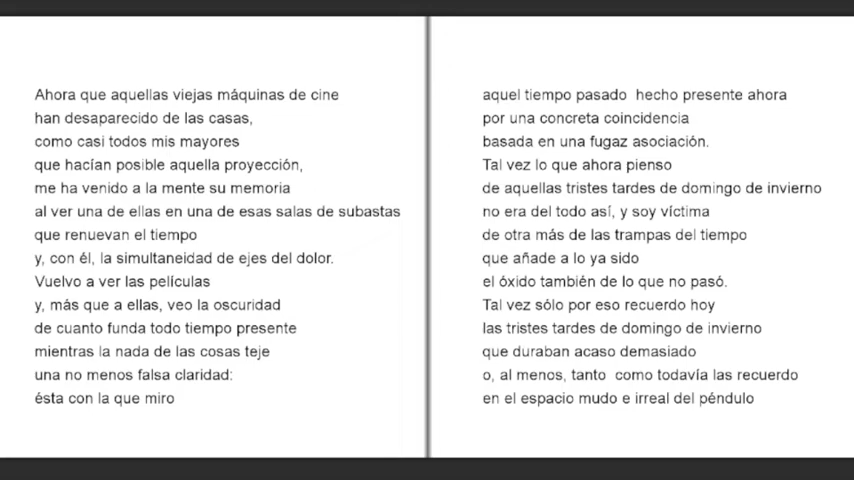 Ahora que aquellas viejas máquinas de cine
han desaparecido de las casas,
como casi todos mis mayores
que hacían posible aquella proyección,
me ha venido a la mente su memoria
al ver una de ellas en una de esas salas de subastas
que renuevan el tiempo
y, con él, la simultaneidad de ejes del dolor.
Vuelvo a ver las películas
y, más que a ellas, veo la oscuridad
de cuanto funda todo tiempo presente
mientras la nada de las cosas teje
una no menos falsa claridad:
ésta con la que miro
aquel tiempo pasado  hecho presente ahora
por una concreta coincidencia
basada en una fugaz asociación.
Tal vez lo que ahora pienso
de aquellas tristes tardes de domingo de invierno
no era del todo así, y soy víctima
de otra más de las trampas del tiempo
que añade a lo ya sido
el óxido también de lo que no pasó.
Tal vez sólo por eso recuerdo hoy
las tristes tardes de domingo de invierno
que duraban acaso demasiado
o, al menos, tanto  como todavía las recuerdo
en el espacio mudo e irreal del péndulo